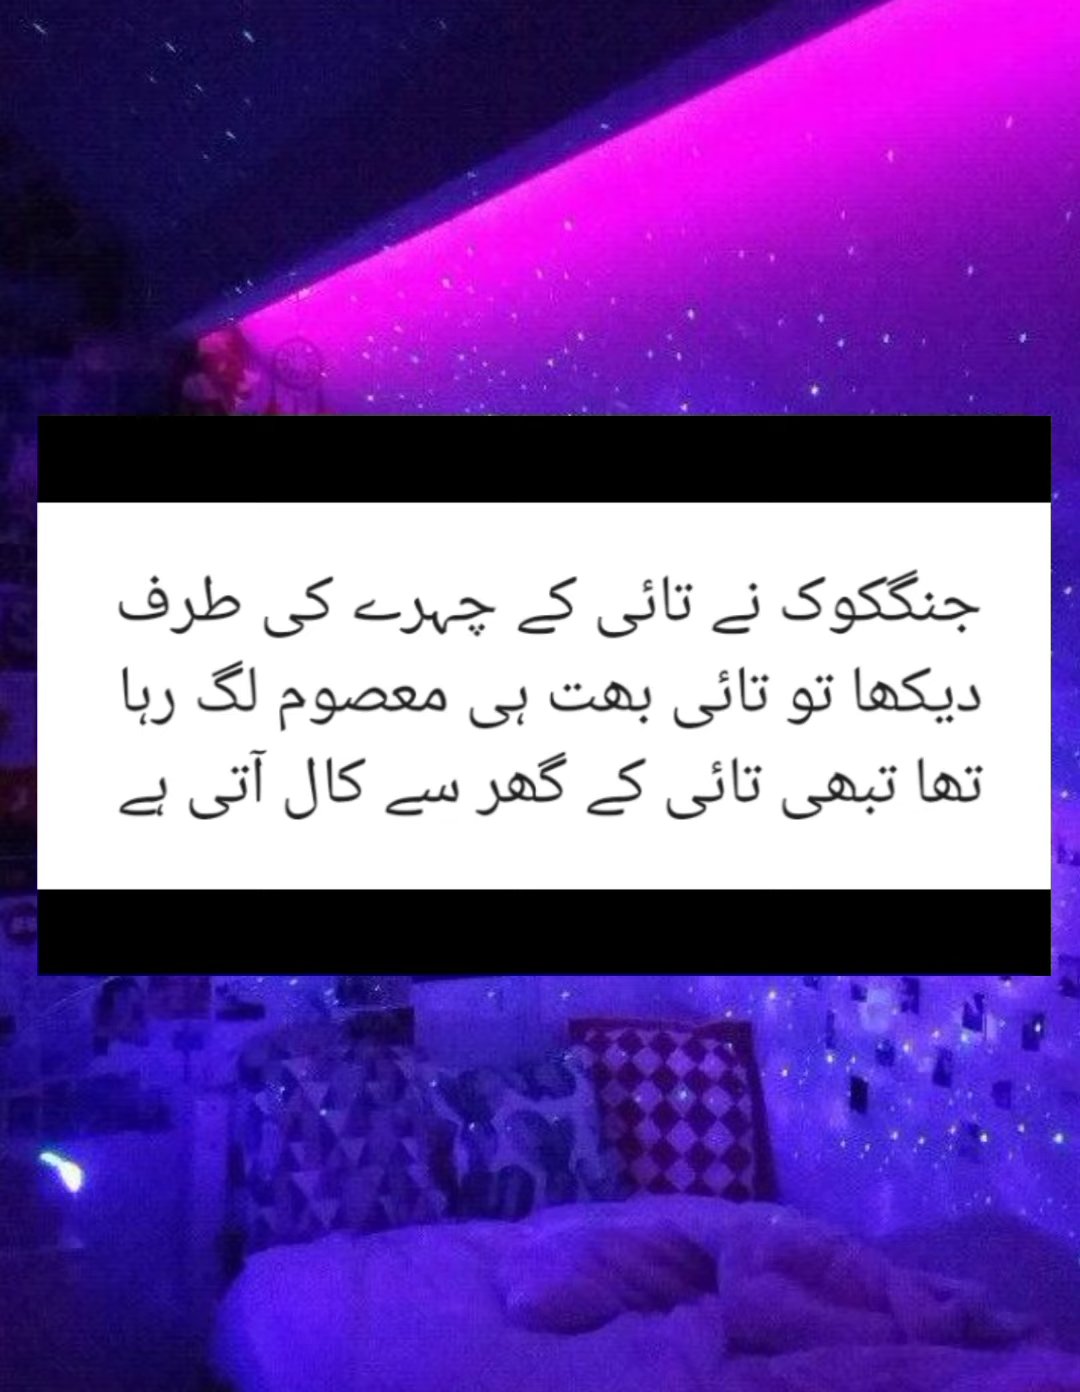 جنگکوک نے تائی کے چہرے کی طرف
دیکھا تو تائی بھت ہی معصوم لگ رہا
تھا تبھی تائی کے گھر سے کال آتی ہے